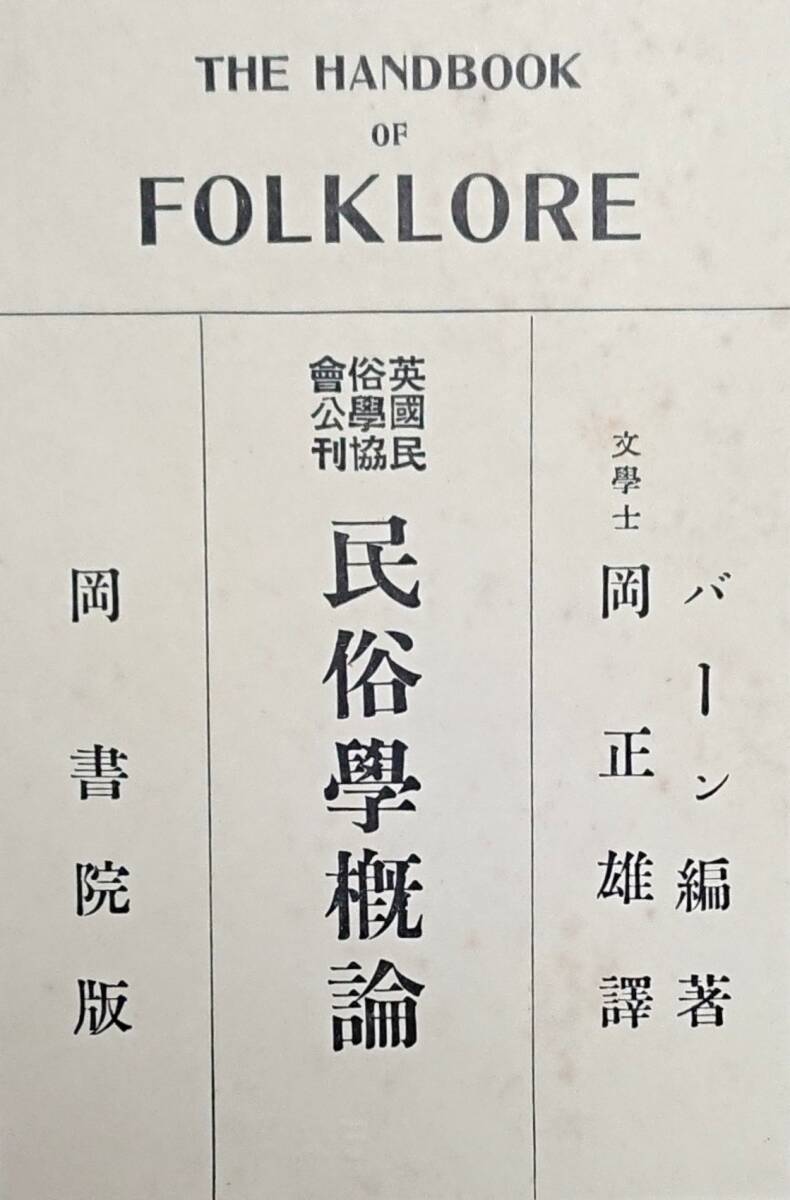 THE HANDBOOK
OF
FOLKLORE
バーン編著
文學士 岡正雄譯
英國民
俗學協
會公刊
民俗學概論
岡書院版